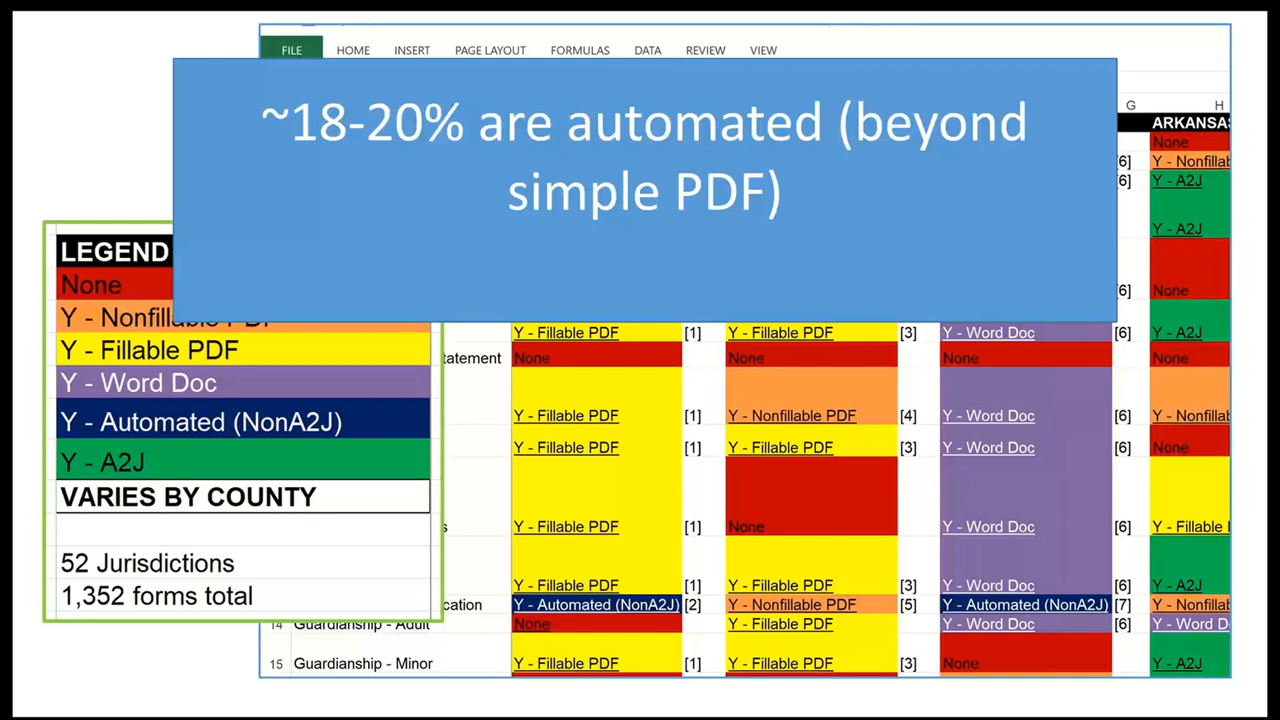 FILE HOME INSERT PAGE LAYOUT FORMULAS DATA REVIEW VIEW
~18-20% are automated (beyond
simple PDF)
G H
ARKANSAS
None
[6] Y - Nonfillab
[6] Y - A2J
Y - A2J
[6] None
LEGEND
None
Y - Nonfillable PDF
Y - Fillable PDF
Y - Word Doc
Y - Automated (NonA2J)
Y - A2J
VARIES BY COUNTY
52 Jurisdictions
1,352 forms total
Y - Fillable PDF [1] Y - Fillable PDF [3] Y - Word Doc [6] Y - A2J
tatement None None None None
Y - Fillable PDF [1] Y - Nonfillable PDF [4] Y - Word Doc [6] Y - Nonfillab
Y - Fillable PDF [1] Y - Fillable PDF [3] Y - Word Doc [6] None
s Y - Fillable PDF [1] None Y - Word Doc [6] Y - Fillable
Y - Fillable PDF [1] Y - Fillable PDF [3] Y - Word Doc [6] Y - A2J
cation Y - Automated (NonA2J) [2] Y - Nonfillable PDF [5] Y - Automated (NonA2J) [7] Y - Nonfillab
14 Guardianship - Adult None Y - Fillable PDF Y - Word Doc [6] Y - Word D
15 Guardianship - Minor Y - Fillable PDF [1] Y - Fillable PDF [3] None Y - A2J